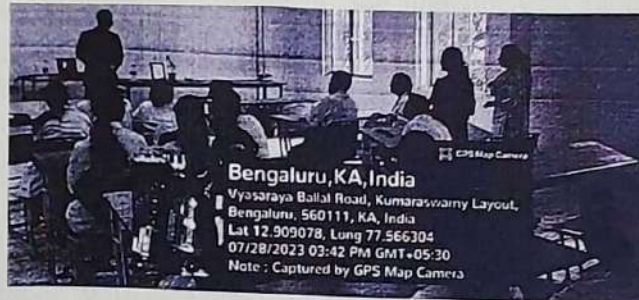 GPS Map Camera
Bengaluru,KA,India
Vyasaraya Ballal Road, Kumaraswamy Layout,
Bengaluru, 560111, KA, India
Lat 12.909078, Long 77.566304
07/28/2023 03:42 PM GMT+05:30
Note : Captured by GPS Map Camera